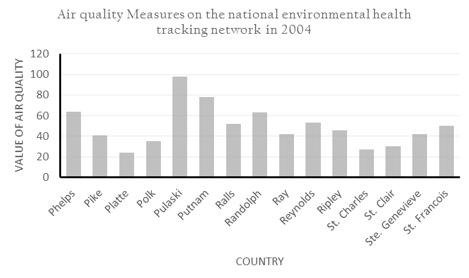 Air quality Measures on the national environmental health
tracking network in 2004
VALUE OF AIRQUALITY
120
100
80
60
40
20
0
Phelps
Pike
Platte
Polk
Pulaski
Putnam
Ralls
Randolph
Ray
Reynolds
Ripley
St. Charles
St. Clair
Ste. Genevieve
St. Francois
COUNTRY